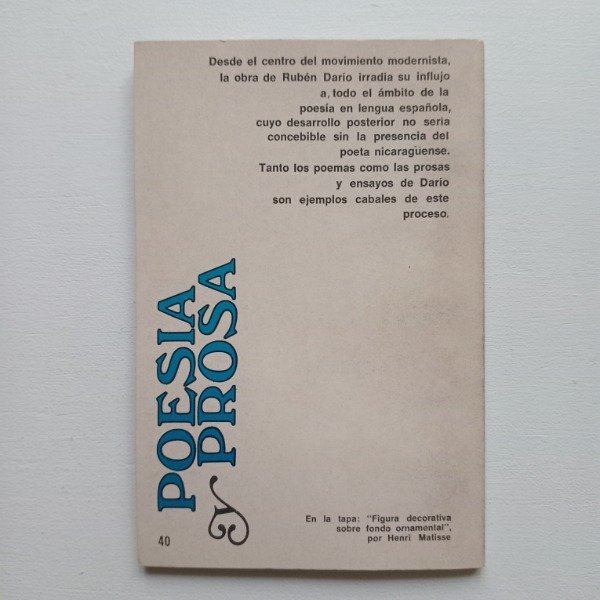 Desde el centro del movimiento modernista,
la obra de Rubén Darío irradia su influjo
a todo el ámbito de la
poesía en lengua española,
cuyo desarrollo posterior no sería
concebible sin la presencia del
poeta nicaragüense.
Tanto los poemas como las prosas
y ensayos de Darío
son ejemplos cabales de este
proceso.
POESIA
y PROSA
En la tapa: "Figura decorativa
sobre fondo ornamental",
por Henri Matisse
40